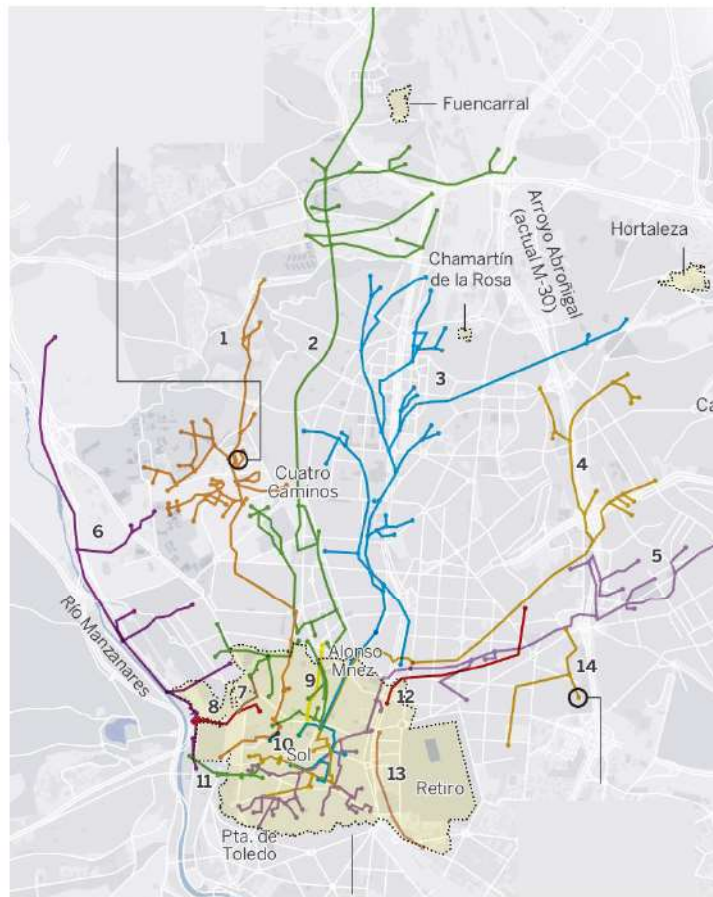 Fuencarral
Arroyo Abroñigal
(actual M-30)
Hortaleza
Chamartín
de la Rosa
1
2
3
Ca
4
Cuatro
Caminos
6
5
Río Manzanares
Alonso
Mnez
14
7
9
8
12
10
Sol
11
13
Retiro
Pta. de
Toledo